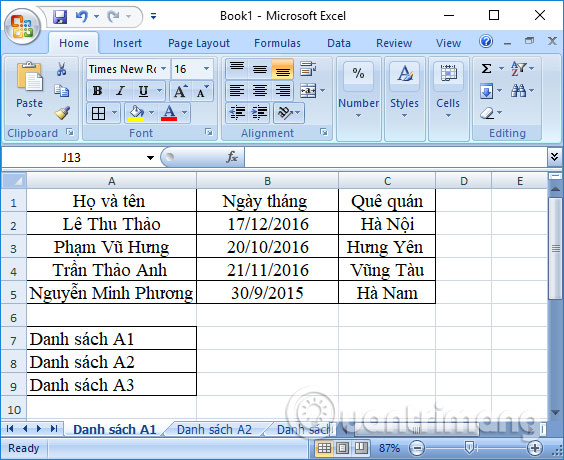 Book1 - Microsoft Excel
Home Insert Page Layout Formulas Data Review View
Times New Ro 16
Paste
B I U
A A
A
% A
Number Styles Cells
Σ
Clipboard Font Alignment Editing
J13 fx
A B C D E
1 Họ và tên Ngày tháng Quê quán
2 Lê Thu Thảo 17/12/2016 Hà Nội
3 Phạm Vũ Hưng 20/10/2016 Hưng Yên
4 Trần Thảo Anh 21/11/2016 Vũng Tàu
5 Nguyễn Minh Phương 30/9/2015 Hà Nam
6
7 Danh sách A1
8 Danh sách A2
9 Danh sách A3
10
Danh sách A1 Danh sách A2 Danh sách
Quantrimang
Ready 87%